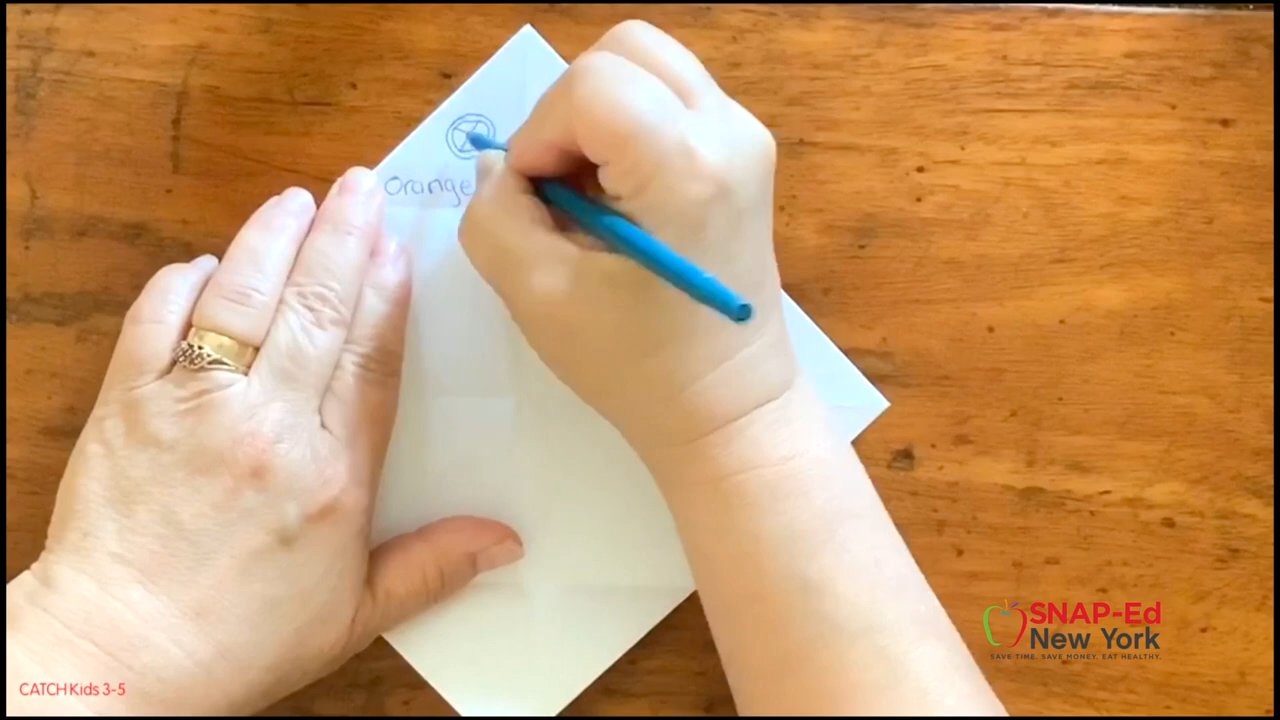 orange
SNAP-Ed
New York
SAVE TIME. SAVE MONEY. EAT HEALTHY.
CATCH Kids 3-5